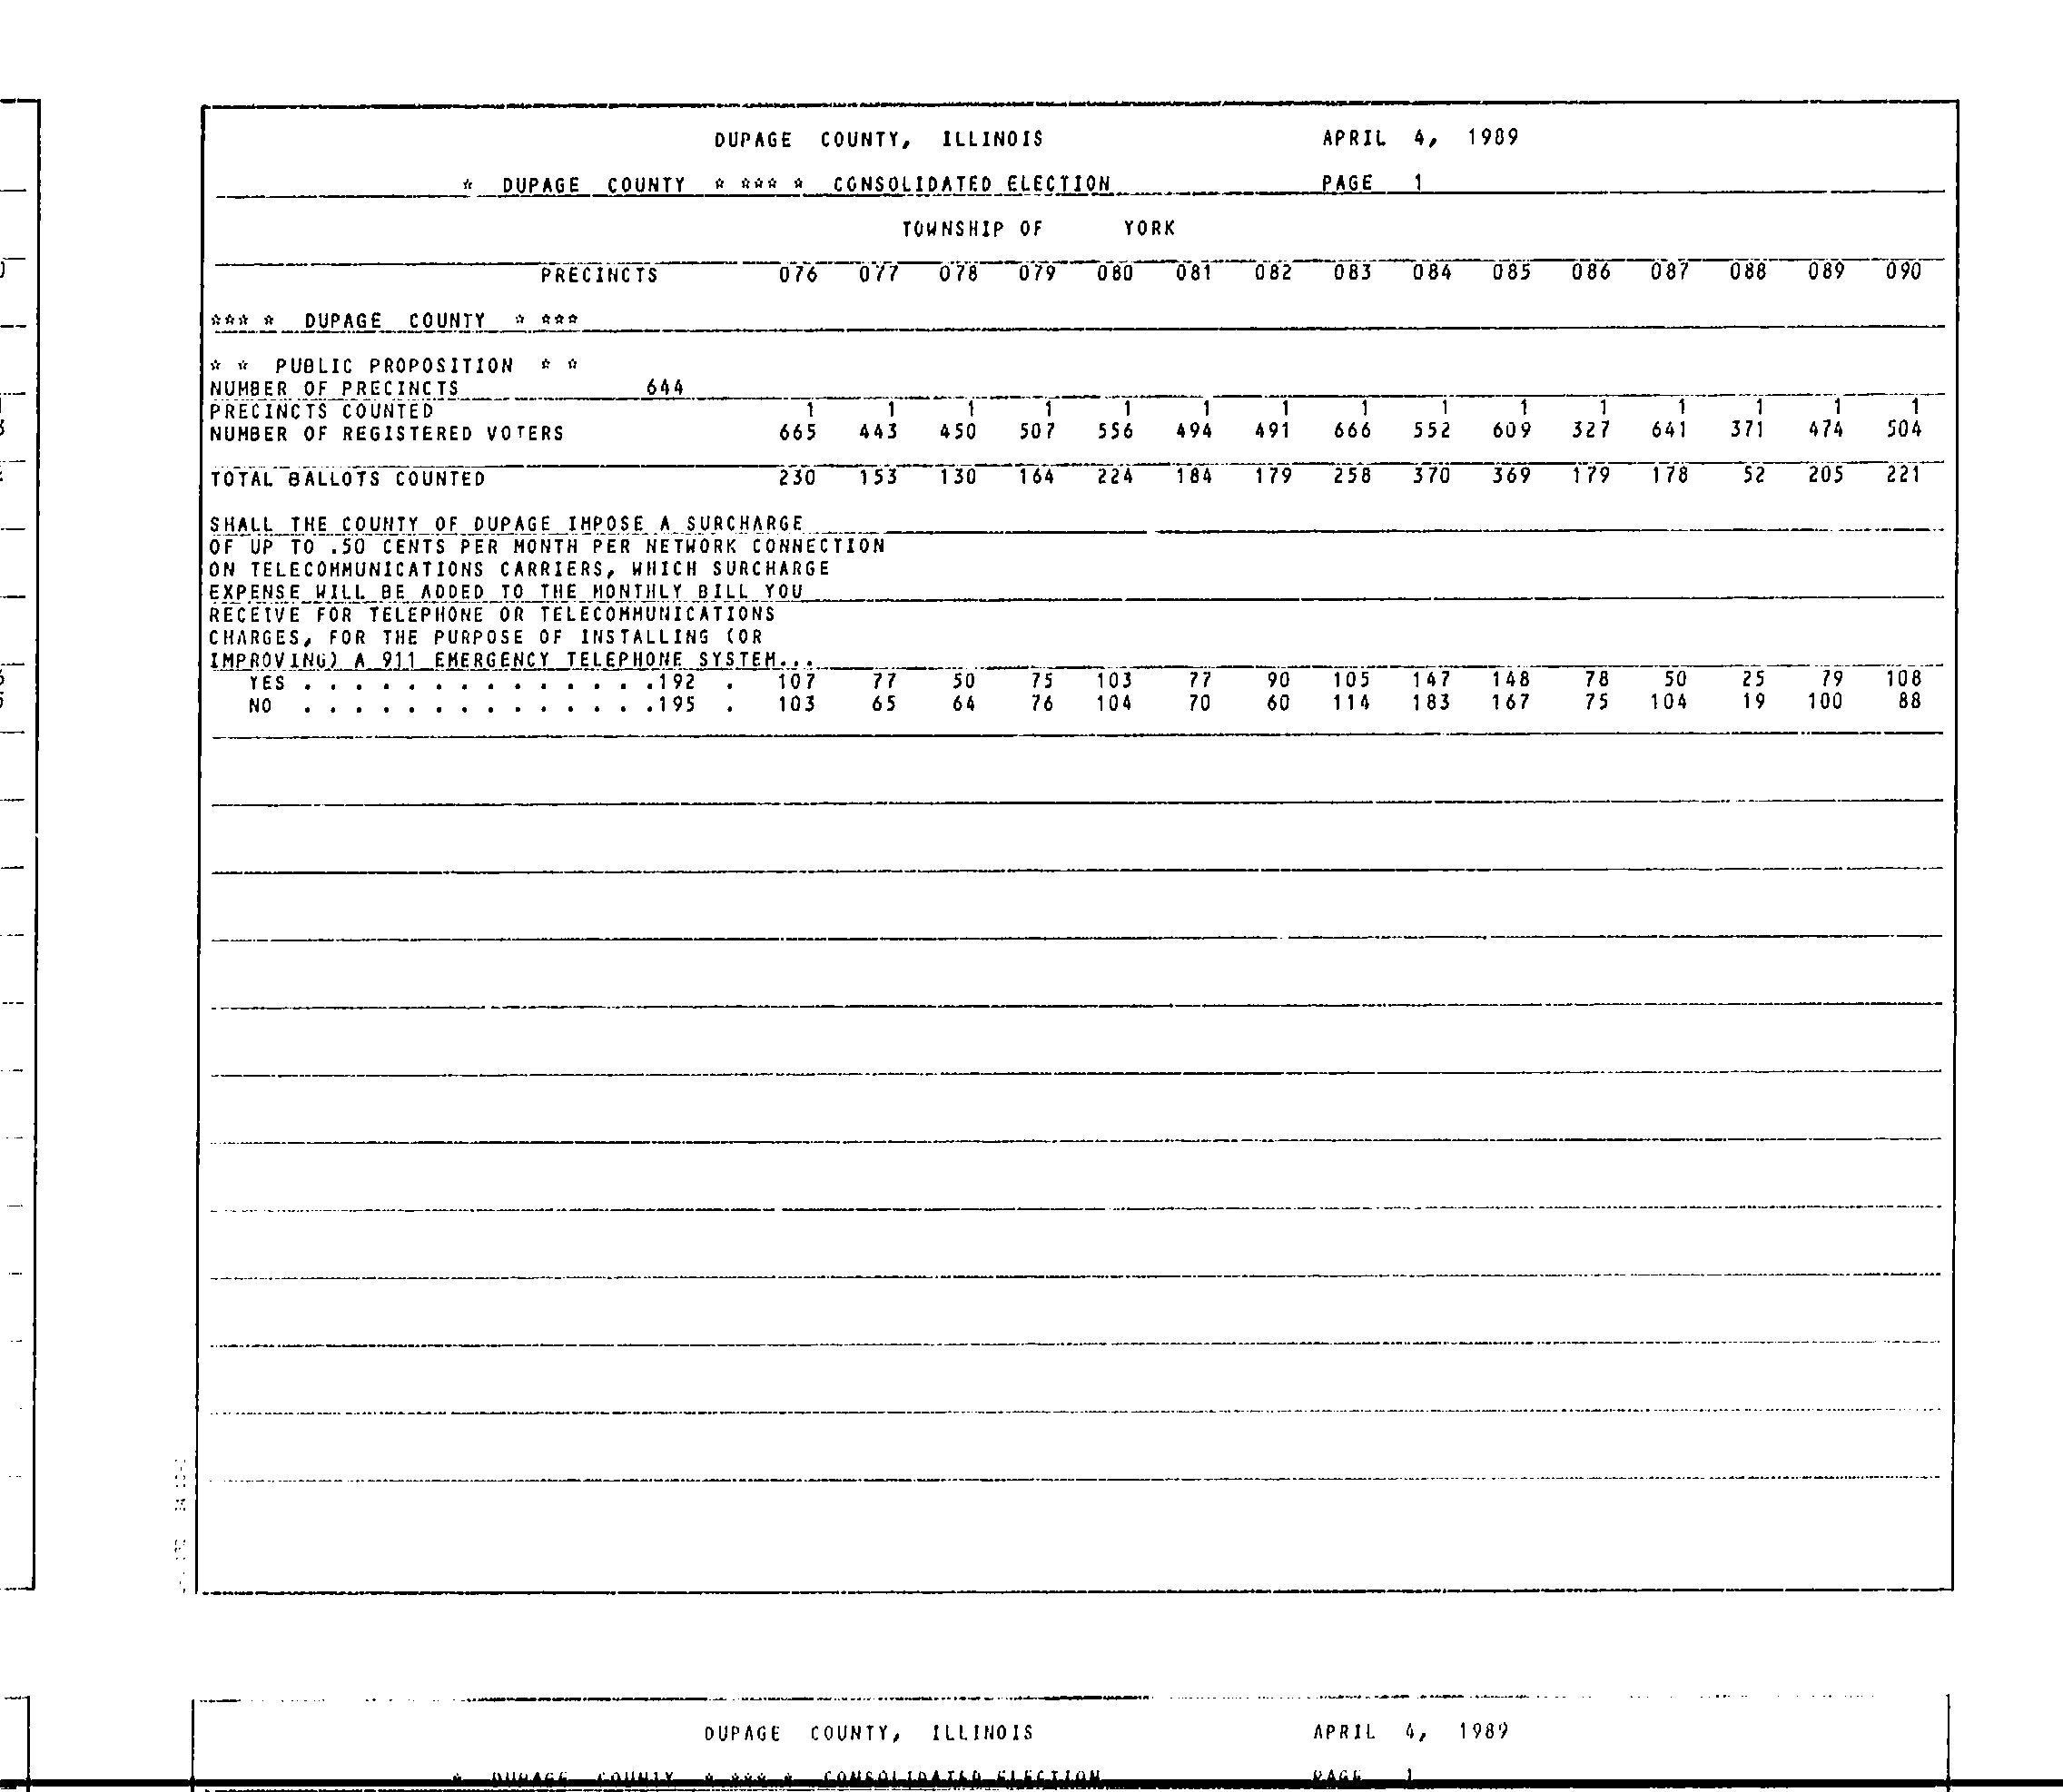 DUPAGE COUNTY, ILLINOIS APRIL 4, 1989
* DUPAGE COUNTY * *** * CONSOLIDATED ELECTION PAGE 1
TOWNSHIP OF YORK
PRECINCTS 076 077 078 079 080 081 082 083 084 085 086 087 088 089 090
*** * DUPAGE COUNTY * ***
* * PUBLIC PROPOSITION * *
NUMBER OF PRECINCTS 644
PRECINCTS COUNTED 1 1 1 1 1 1 1 1 1 1 1 1 1 1 1
NUMBER OF REGISTERED VOTERS 665 443 450 507 556 494 491 666 552 609 327 641 371 474 504
TOTAL BALLOTS COUNTED 230 153 130 164 224 184 179 258 370 369 179 178 52 205 221
SHALL THE COUNTY OF DUPAGE IMPOSE A SURCHARGE
OF UP TO .50 CENTS PER MONTH PER NETWORK CONNECTION
ON TELECOMMUNICATIONS CARRIERS, WHICH SURCHARGE
EXPENSE WILL BE ADDED TO THE MONTHLY BILL YOU
RECEIVE FOR TELEPHONE OR TELECOMMUNICATIONS
CHARGES, FOR THE PURPOSE OF INSTALLING (OR
IMPROVING) A 911 EMERGENCY TELEPHONE SYSTEM...
YES . . . . . . . . . . . . . .192 . 107 77 50 75 103 77 90 105 147 148 78 50 25 79 108
NO . . . . . . . . . . . . . .195 . 103 65 64 76 104 70 60 114 183 167 75 104 19 100 88
DUPAGE COUNTY, ILLINOIS APRIL 4, 1989
* DUPAGE COUNTY * *** * CONSOLIDATED ELECTION PAGE 1